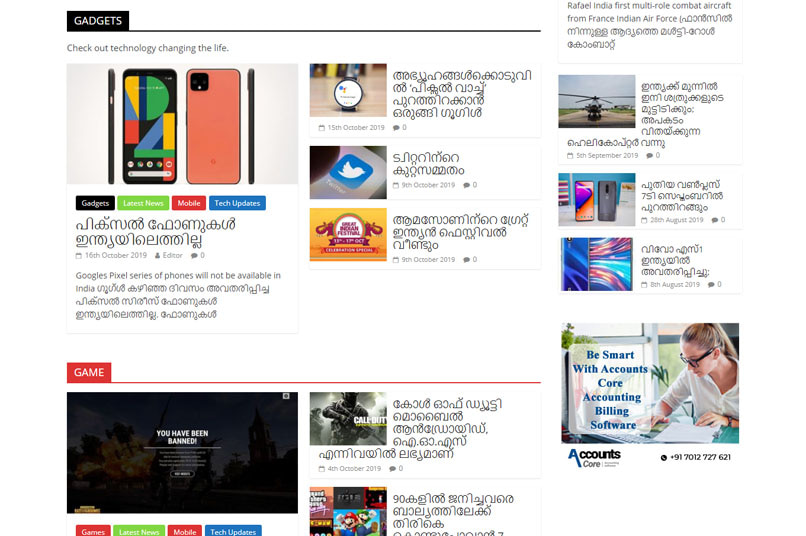 GADGETS
Check out technology changing the life.
Gadgets Latest News Mobile Tech Updates
പിക്സൽ ഫോണുകൾ
ഇന്ത്യയിലെത്തില്ല
16th October 2019 Editor 0
Googles Pixel series of phones will not be available in
India ഗൂഗിൾ കഴിഞ്ഞ ദിവസം അവതരിപ്പിച്ച
പിക്സൽ സിരീസ് ഫോണുകൾ
ഇന്ത്യയിലെത്തില്ല. ഫോണുകൾ
അഭ്യൂഹങ്ങൾക്കൊടുവി
ൽ 'പിക്സൽ വാച്ച്'
പുറത്തിറക്കാൻ
ഒരുങ്ങി ഗൂഗിൾ
15th October 2019 0
ട്വിറ്ററിന്റെ
കുറ്റസമ്മതം
9th October 2019 0
GREAT
INDIAN
FESTIVAL
13th - 17th OCT
CELEBRATION SPECIAL
ആമസോണിന്റെ ഗ്രേറ്റ്
ഇന്ത്യൻ ഫെസ്റ്റിവൽ
വീണ്ടും
9th October 2019 0
GAME
YOU HAVE BEEN
BANNED!
Games Latest News Mobile Tech Updates
CALL DUTY
കോൾ ഓഫ് ഡ്യൂട്ടി
മൊബൈൽ
ആൻഡ്രോയിഡ്,
ഐ.ഓ.എസ്
എന്നിവയിൽ ലഭ്യമാണ്
4th October 2019 0
90കളിൽ ജനിച്ചവരെ
ബാല്യത്തിലേക്ക്
തിരികെ
കൊണ്ടുപോവാൻ 7
Rafael India first multi-role combat aircraft
from France Indian Air Force (ഫ്രാൻസിൽ
നിന്നുള്ള ആദ്യത്തെ മൾട്ടി-റോൾ
കോംബാറ്റ്
ഇന്ത്യക്ക് മുന്നിൽ
ഇനി ശത്രുക്കളുടെ
മുട്ടിടിക്കും;
അപകടം
വിതയ്ക്കുന്ന
ഹെലികോപ്റ്റർ വന്നു
5th September 2019 0
പുതിയ വൺപ്ലസ്
7ടി സെപ്റ്റംബറിൽ
പുറത്തിറങ്ങും
28th August 2019 0
വിവോ എസ്1
ഇന്ത്യയിൽ
അവതരിപ്പിച്ചു:
8th August 2019 0
Be Smart
With Accounts
Core
Accounting
Billing
Software
Accounts
Core
+91 7012 727 621